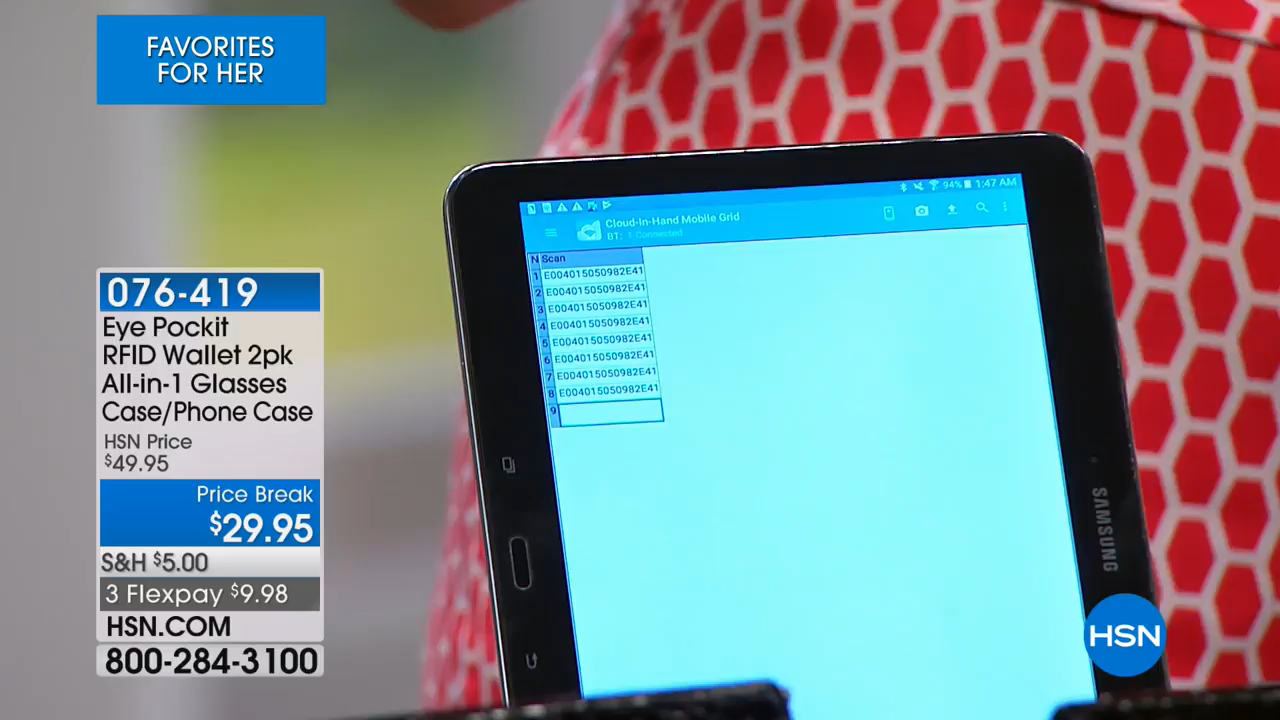 FAVORITES
FOR HER
076-419
Eye Pockit
RFID Wallet 2pk
All-in-1 Glasses
Case/Phone Case
HSN Price
$49.95
Price Break
$29.95
S&H $5.00
3 Flexpay $9.98
HSN.COM
800-284-3100
94% 1:47 AM
Cloud-In-Hand Mobile Grid
BT: 1 Connected
N Scan
1 E004015050982E41
2 E004015050982E41
3 E004015050982E41
4 E004015050982E41
5 E004015050982E41
6 E004015050982E41
7 E004015050982E41
8 E004015050982E41
9
SAMSUNG
HSN